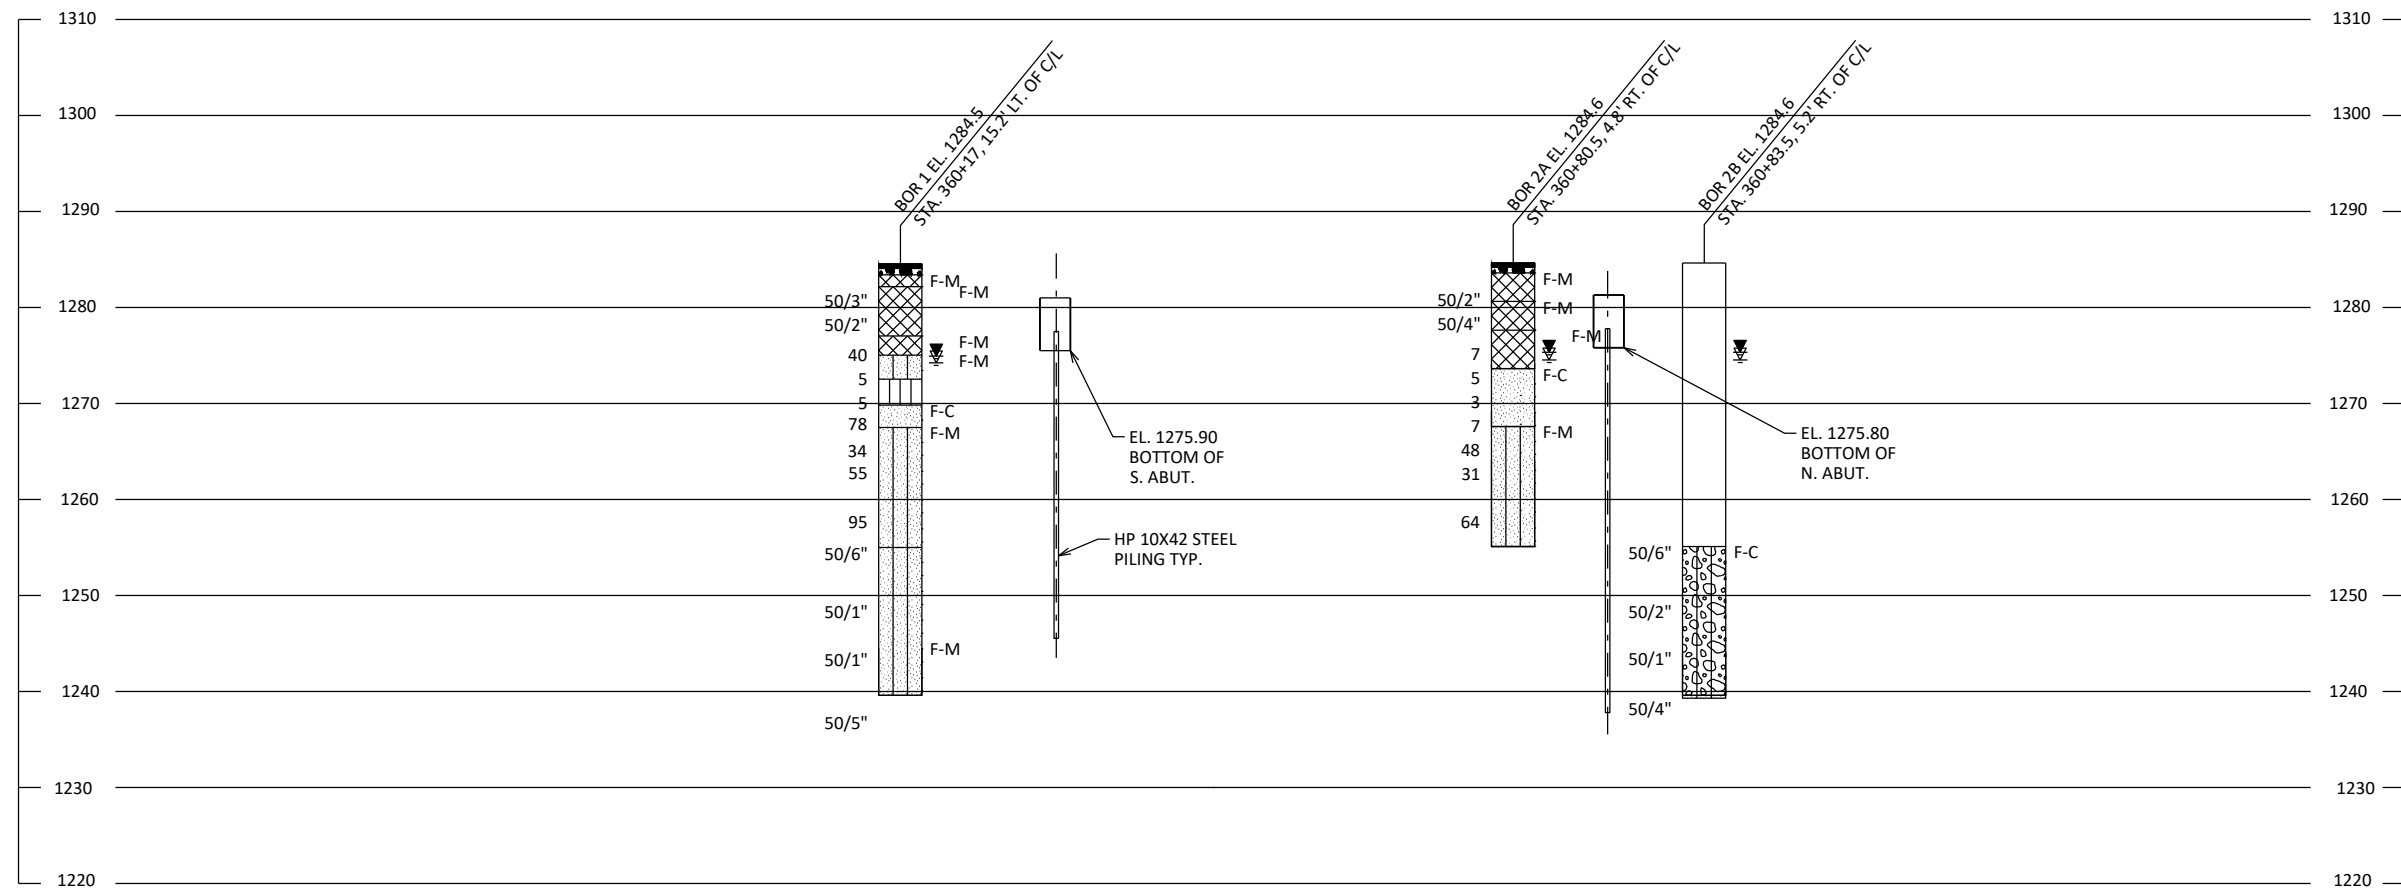 1310 1310
BOR 1 EL. 1284.5
STA. 360+17, 15.2' LT. OF C/L
BOR 2A EL. 1284.6
STA. 360+80.5, 4.8' RT. OF C/L
BOR 2B EL. 1284.6
STA. 360+83.5, 5.2' RT. OF C/L
1300 1300
1290 1290
1280 1280
1270 1270
1260 1260
1250 1250
1240 1240
1230 1230
1220 1220
50/3"
50/2"
40
5
5
78
34
55
95
50/6"
50/1"
50/1"
50/5"
F-M
F-M
F-M
F-M
F-C
F-M
F-M
EL. 1275.90
BOTTOM OF
S. ABUT.
HP 10X42 STEEL
PILING TYP.
50/2"
50/4"
7
5
3
7
48
31
64
F-M
F-M
F-M
F-C
F-M
50/6"
50/2"
50/1"
50/4"
F-C
EL. 1275.80
BOTTOM OF
N. ABUT.